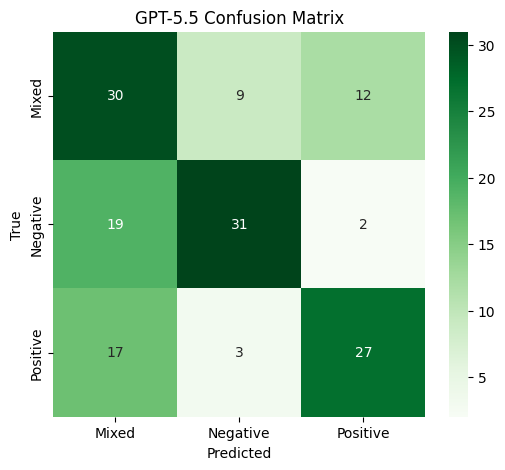 GPT-5.5 Confusion Matrix
Mixed 30 9 12
Negative 19 31 2
Positive 17 3 27
True
Mixed Negative Positive
Predicted
30
25
20
15
10
5